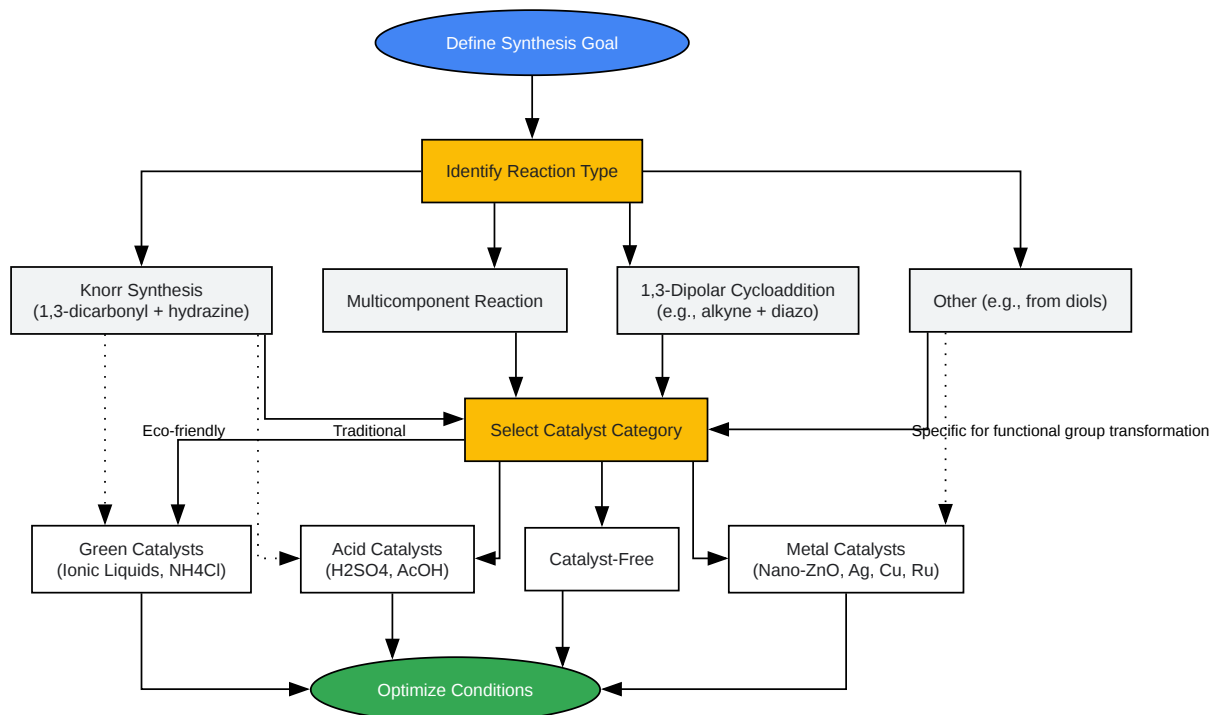 Define Synthesis Goal
Identify Reaction Type
Knorr Synthesis
(1,3-dicarbonyl + hydrazine)
Multicomponent Reaction
1,3-Dipolar Cycloaddition
(e.g., alkyne + diazo)
Other (e.g., from diols)
Eco-friendly
Traditional
Select Catalyst Category
Specific for functional group transformation
Green Catalysts
(Ionic Liquids, NH4Cl)
Acid Catalysts
(H2SO4, AcOH)
Catalyst-Free
Metal Catalysts
(Nano-ZnO, Ag, Cu, Ru)
Optimize Conditions